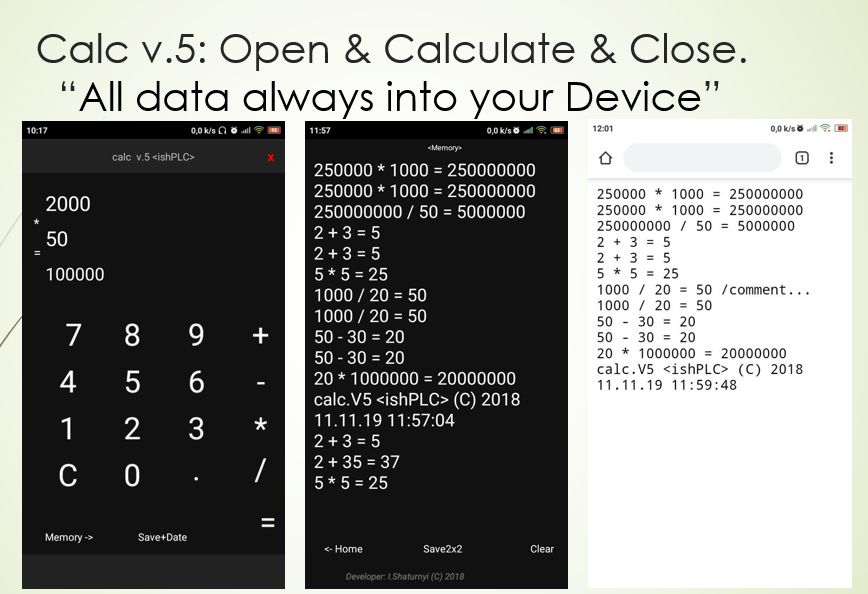 Calc v.5: Open & Calculate & Close.
“All data always into your Device”
10:17 0,0 k/s
calc v.5 <ishPLC> x
2000
*
50
=
100000
7 8 9 +
4 5 6 -
1 2 3 *
C 0 . /
=
Memory -> Save+Date
11:57 0,0 k/s
<Memory>
250000 * 1000 = 250000000
250000 * 1000 = 250000000
250000000 / 50 = 5000000
2 + 3 = 5
2 + 3 = 5
5 * 5 = 25
1000 / 20 = 50
1000 / 20 = 50
50 - 30 = 20
50 - 30 = 20
20 * 1000000 = 20000000
calc.V5 <ishPLC> (C) 2018
11.11.19 11:57:04
2 + 3 = 5
2 + 35 = 37
5 * 5 = 25
<- Home Save2x2 Clear
Developer: I.Shaturnyi (C) 2018
12:01 0,0 k/s
1
250000 * 1000 = 250000000
250000 * 1000 = 250000000
250000000 / 50 = 5000000
2 + 3 = 5
2 + 3 = 5
5 * 5 = 25
1000 / 20 = 50 /comment...
1000 / 20 = 50
50 - 30 = 20
50 - 30 = 20
20 * 1000000 = 20000000
calc.V5 <ishPLC> (C) 2018
11.11.19 11:59:48